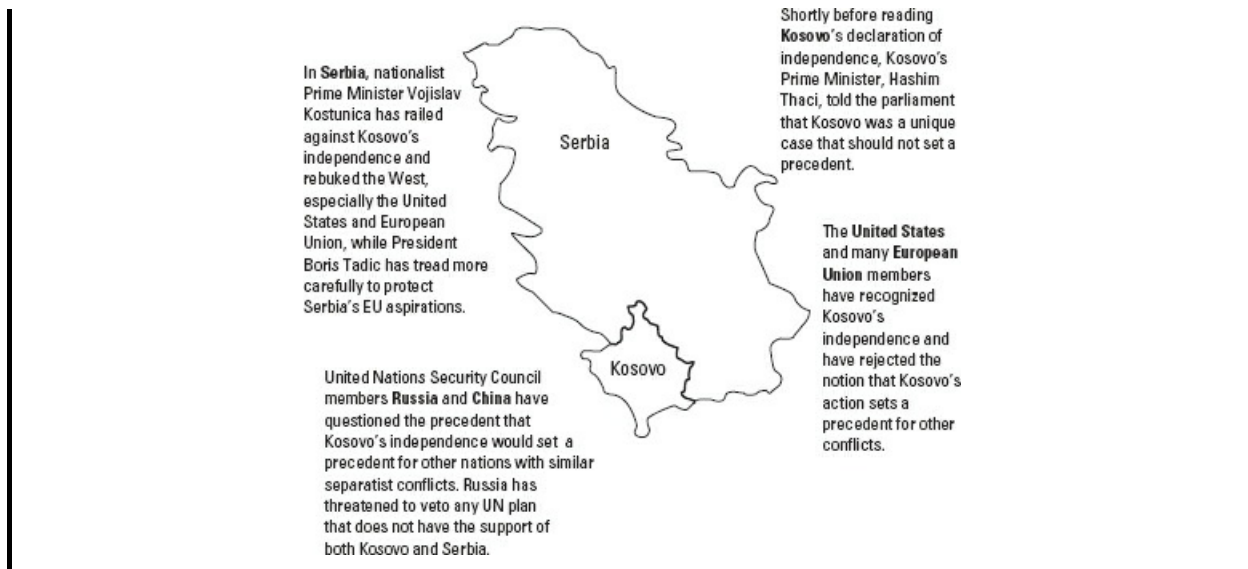 Shortly before reading
Kosovo's declaration of
independence, Kosovo's
Prime Minister, Hashim
Thaci, told the parliament
that Kosovo was a unique
case that should not set a
precedent.
In Serbia, nationalist
Prime Minister Vojislav
Kostunica has railed
against Kosovo's
independence and
rebuked the West,
especially the United
States and European
Union, while President
Boris Tadic has tread more
carefully to protect
Serbia's EU aspirations.
Serbia
The United States
and many European
Union members
have recognized
Kosovo's
independence and
have rejected the
notion that Kosovo's
action sets a
precedent for other
conflicts.
Kosovo
United Nations Security Council
members Russia and China have
questioned the precedent that
Kosovo's independence would set a
precedent for other nations with similar
separatist conflicts. Russia has
threatened to veto any UN plan
that does not have the support of
both Kosovo and Serbia.